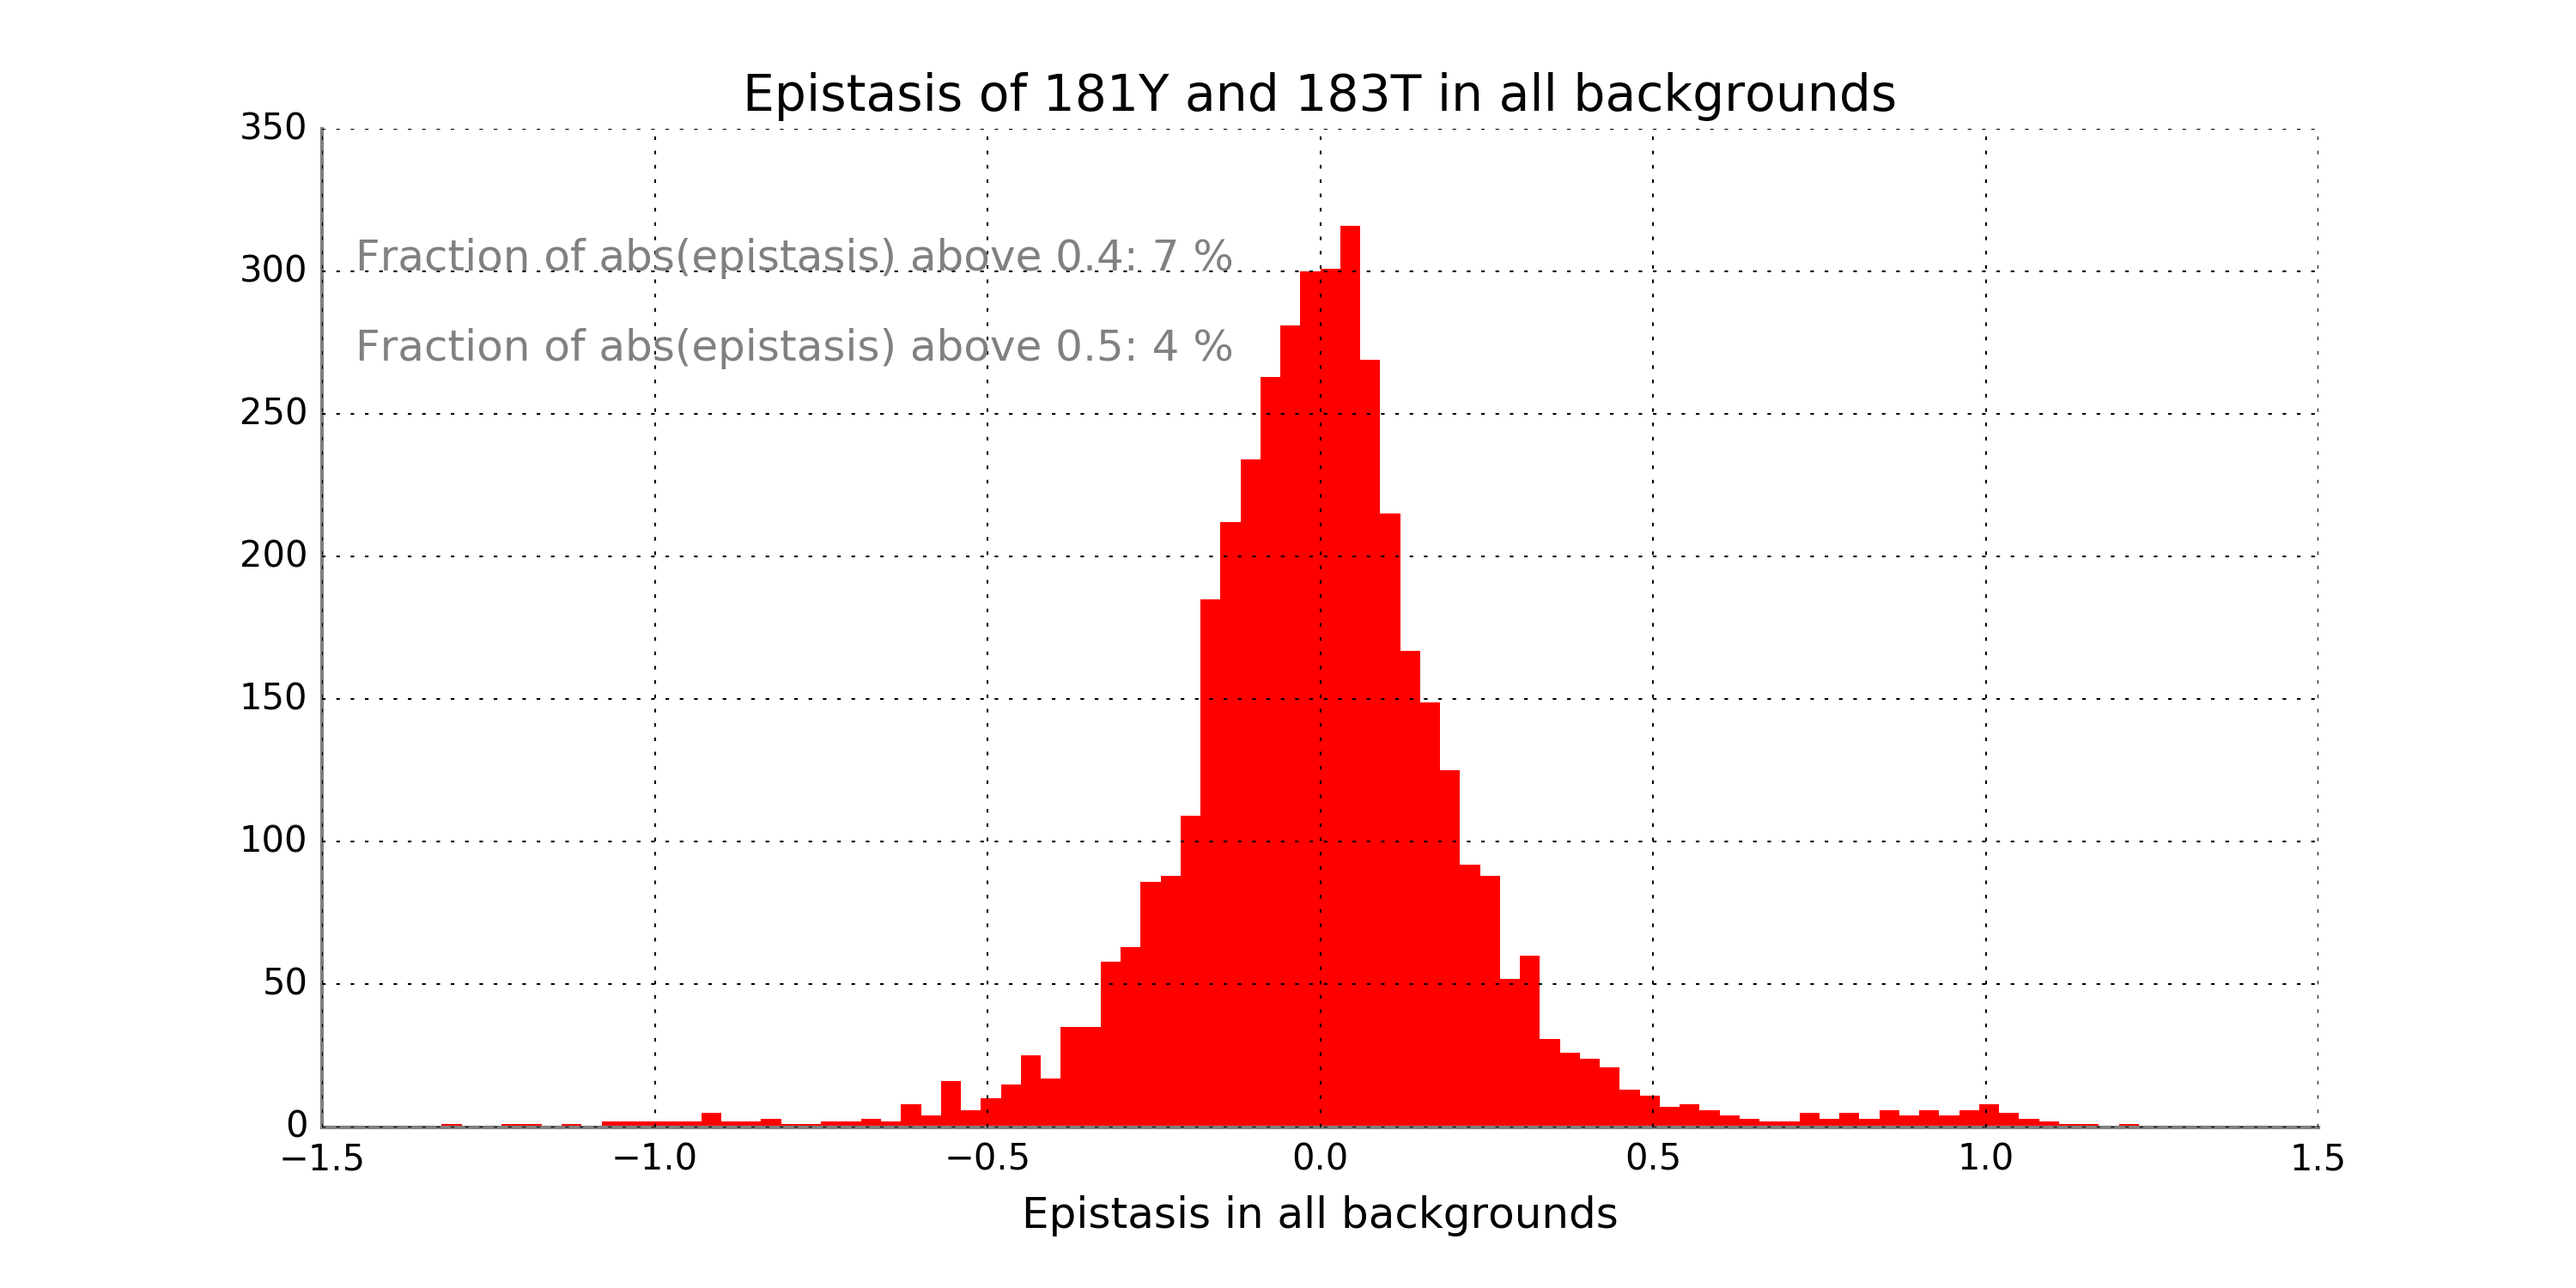 Epistasis of 181Y and 183T in all backgrounds
350
300
250
200
150
100
50
0
Fraction of abs(epistasis) above 0.4: 7 %
Fraction of abs(epistasis) above 0.5: 4 %
−1.5 −1.0 −0.5 0.0 0.5 1.0 1.5
Epistasis in all backgrounds